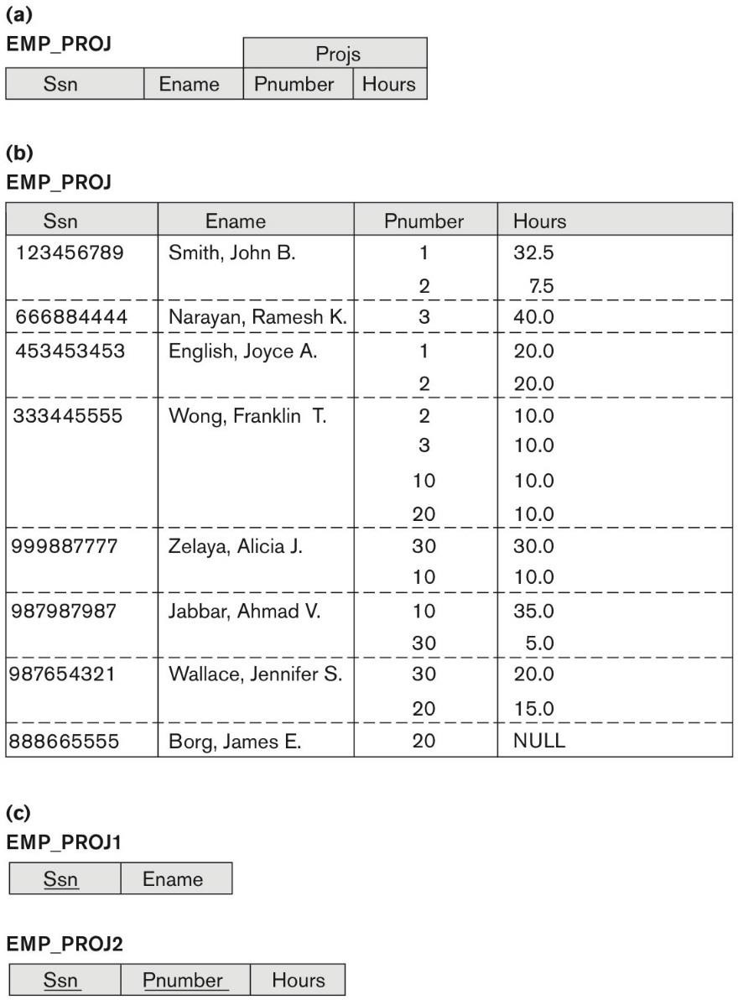 (a)
EMP_PROJ
Projs
Ssn Ename Pnumber Hours
(b)
EMP_PROJ
Ssn Ename Pnumber Hours
123456789 Smith, John B. 1 32.5
2 7.5
666884444 Narayan, Ramesh K. 3 40.0
453453453 English, Joyce A. 1 20.0
2 20.0
333445555 Wong, Franklin T. 2 10.0
3 10.0
10 10.0
20 10.0
999887777 Zelaya, Alicia J. 30 30.0
10 10.0
987987987 Jabbar, Ahmad V. 10 35.0
30 5.0
987654321 Wallace, Jennifer S. 30 20.0
20 15.0
888665555 Borg, James E. 20 NULL
(c)
EMP_PROJ1
Ssn Ename
EMP_PROJ2
Ssn Pnumber Hours